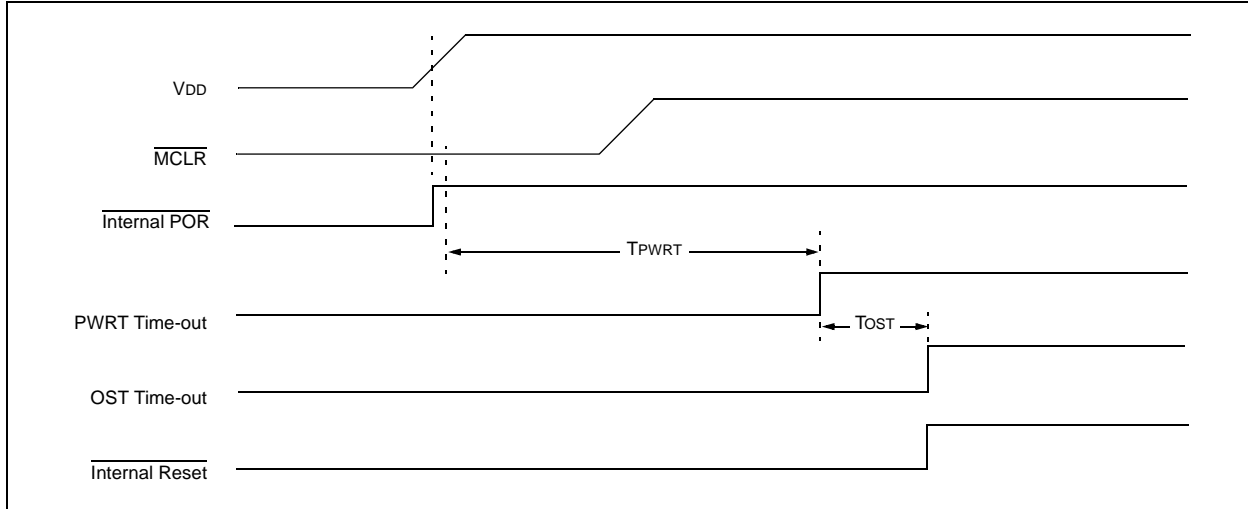 VDD
MCLR
Internal POR
TPWRT
PWRT Time-out
TOST
OST Time-out
Internal Reset